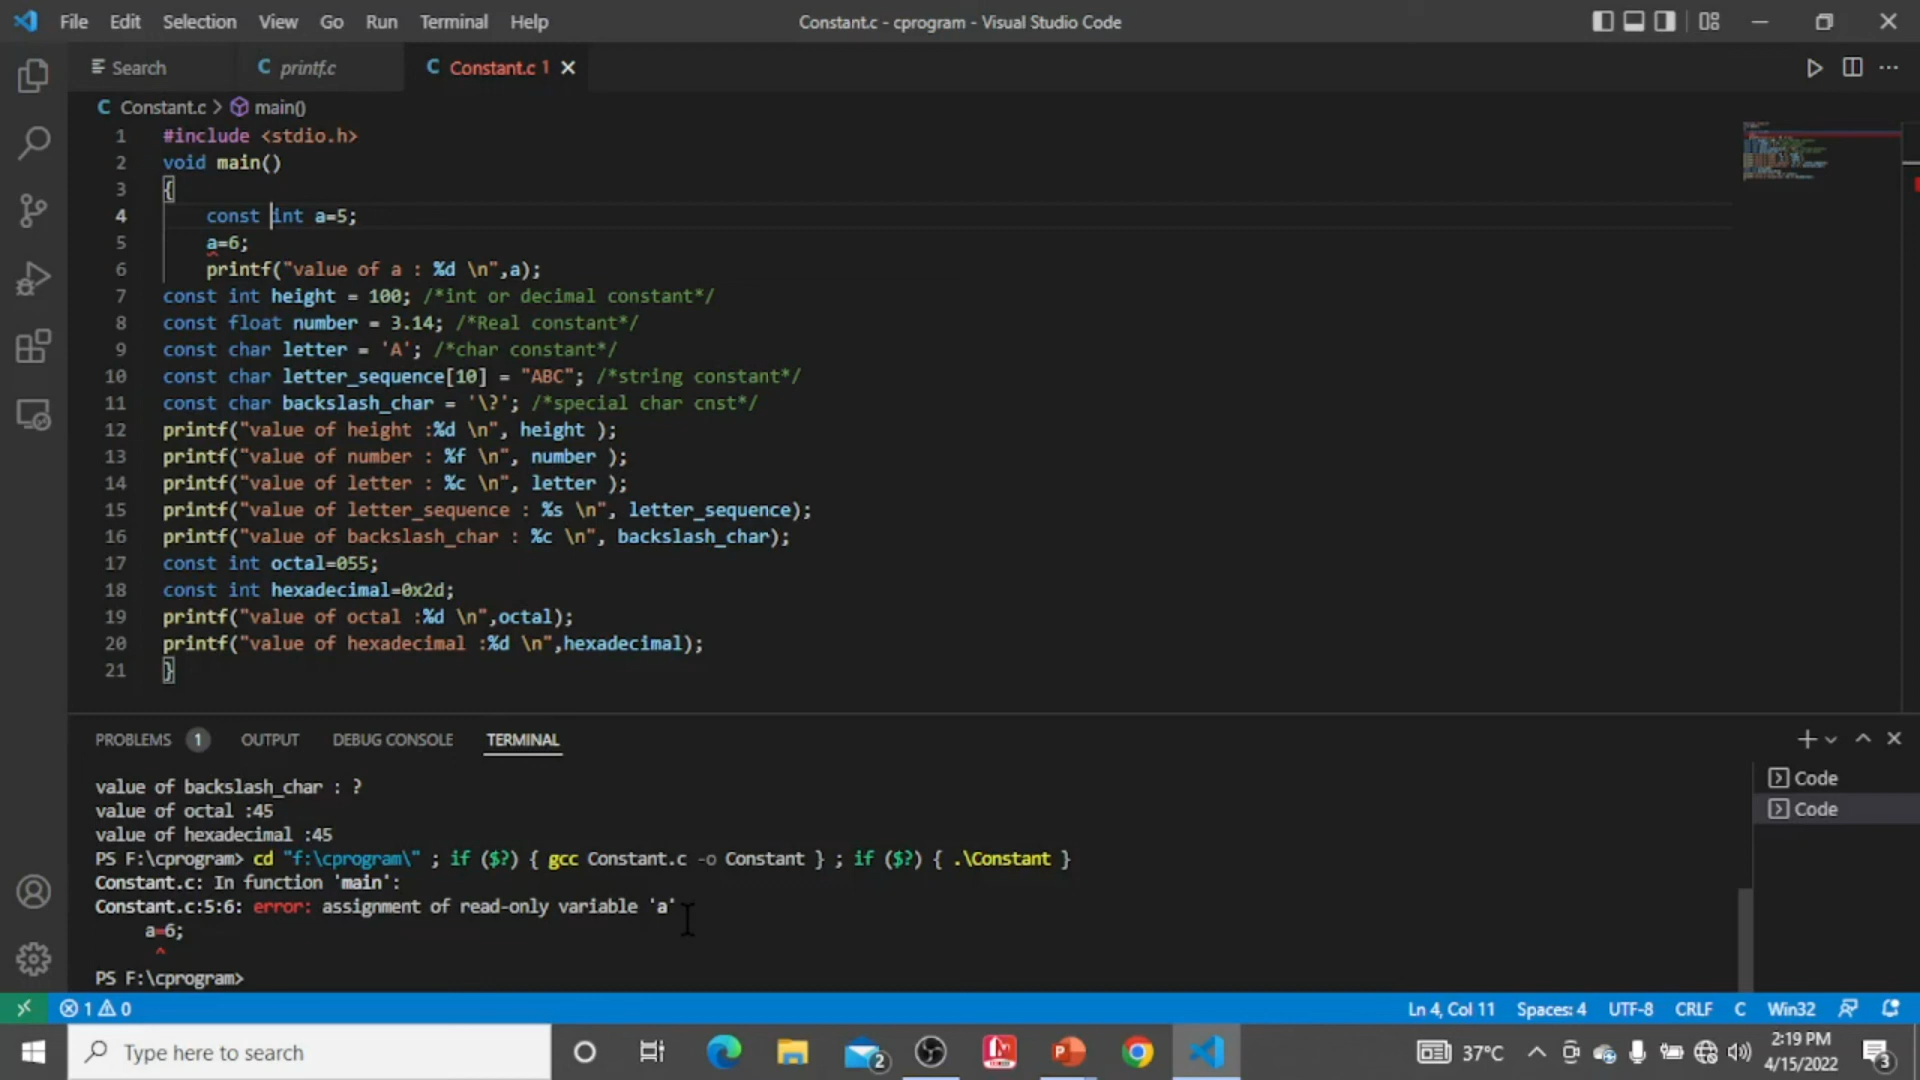 File Edit Selection View Go Run Terminal Help Constant.c - cprogram - Visual Studio Code
Search printf.c Constant.c 1
Constant.c > main()
1 #include <stdio.h>
2 void main()
3 {
4 const int a=5;
5 a=6;
6 printf("value of a : %d \n",a);
7 const int height = 100; /*int or decimal constant*/
8 const float number = 3.14; /*Real constant*/
9 const char letter = 'A'; /*char constant*/
10 const char letter_sequence[10] = "ABC"; /*string constant*/
11 const char backslash_char = '\?'; /*special char cnst*/
12 printf("value of height :%d \n", height );
13 printf("value of number : %f \n", number );
14 printf("value of letter : %c \n", letter );
15 printf("value of letter_sequence : %s \n", letter_sequence);
16 printf("value of backslash_char : %c \n", backslash_char);
17 const int octal=055;
18 const int hexadecimal=0x2d;
19 printf("value of octal :%d \n",octal);
20 printf("value of hexadecimal :%d \n",hexadecimal);
21 }
PROBLEMS 1 OUTPUT DEBUG CONSOLE TERMINAL
value of backslash_char : ?
value of octal :45
value of hexadecimal :45
PS F:\cprogram> cd "f:\cprogram\" ; if ($?) { gcc Constant.c -o Constant } ; if ($?) { .\Constant }
Constant.c: In function 'main':
Constant.c:5:6: error: assignment of read-only variable 'a'
a=6;
^
PS F:\cprogram>
Code
Code
1 0 Ln 4, Col 11 Spaces: 4 UTF-8 CRLF C Win32
Type here to search 2 37°C 2:19 PM
4/15/2022 3